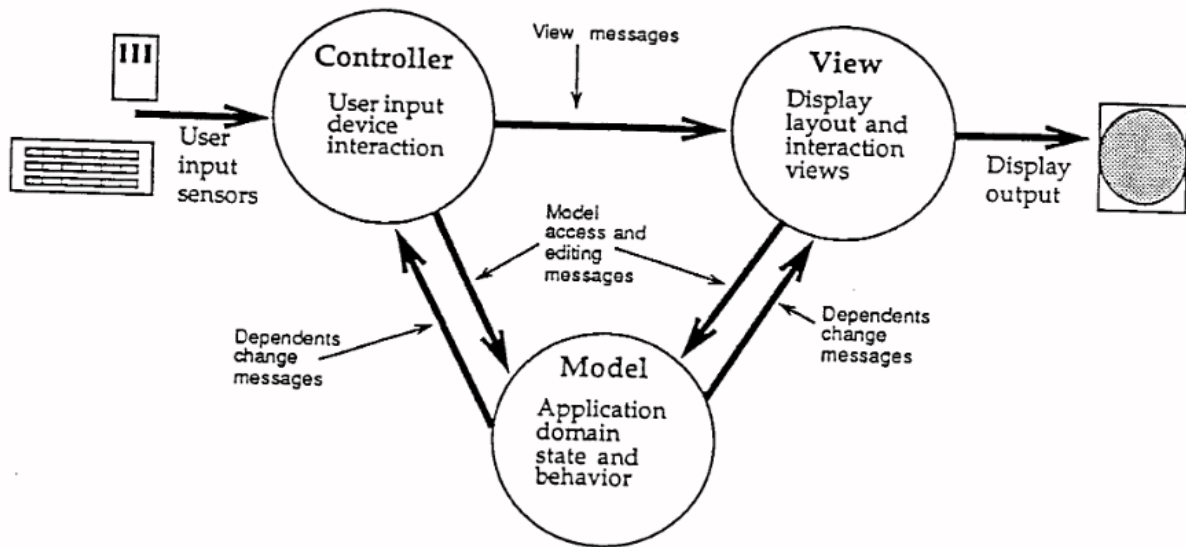 View messages
Controller
User input
device
interaction
View
Display
layout and
interaction
views
User
input
sensors
Display
output
Model
access and
editing
messages
Dependents
change
messages
Dependents
change
messages
Model
Application
domain
state and
behavior